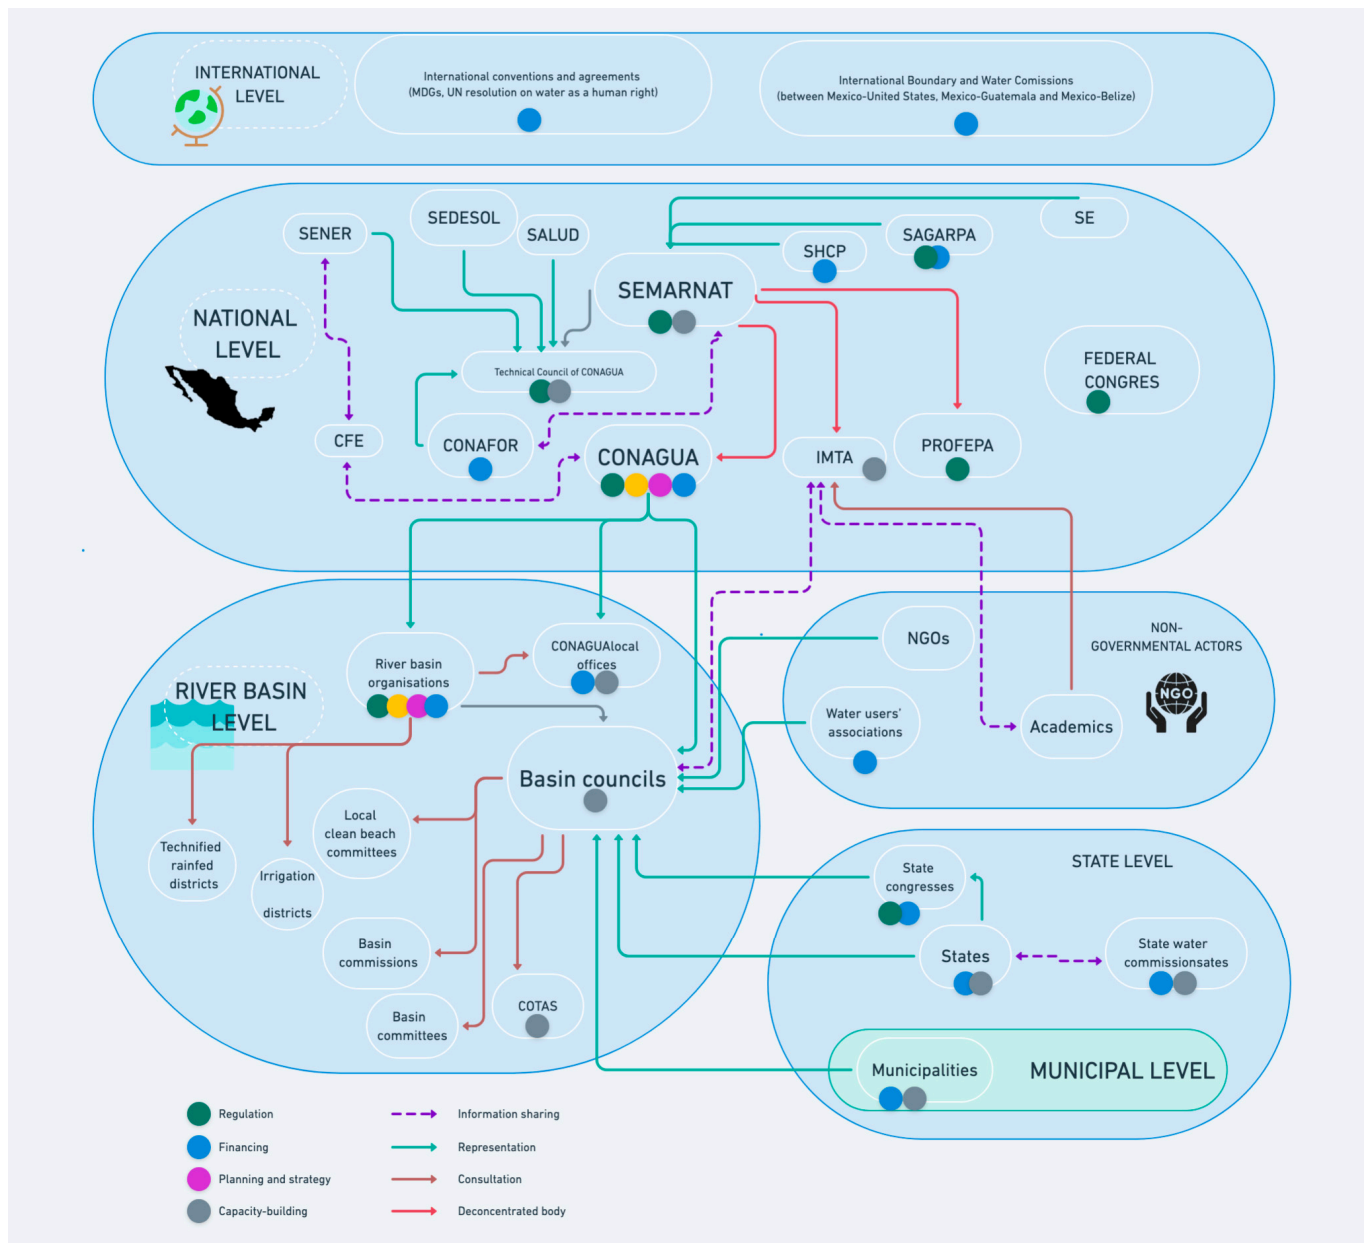 INTERNATIONAL
LEVEL
International conventions and agreements
(MDGs, UN resolution on water as a human right)
International Boundary and Water Comissions
(between Mexico-United States, Mexico-Guatemala and Mexico-Belize)
SENER
SEDESOL
SALUD
SHCP
SAGARPA
SE
SEMARNAT
NATIONAL
LEVEL
Technical Council of CONAGUA
FEDERAL
CONGRES
CFE
CONAFOR
CONAGUA
IMTA
PROFEPA
RIVER BASIN
LEVEL
River basin
organisations
CONAGUAlocal
offices
Basin councils
Local
clean beach
committees
Technified
rainfed
districts
Irrigation
districts
Basin
commissions
Basin
committees
COTAS
NGOs
NON-
GOVERNMENTAL ACTORS
NGO
Water users'
associations
Academics
STATE LEVEL
State
congresses
States
State water
commissionsates
Municipalities
MUNICIPAL LEVEL
Regulation
Financing
Planning and strategy
Capacity-building
Information sharing
Representation
Consultation
Deconcentrated body